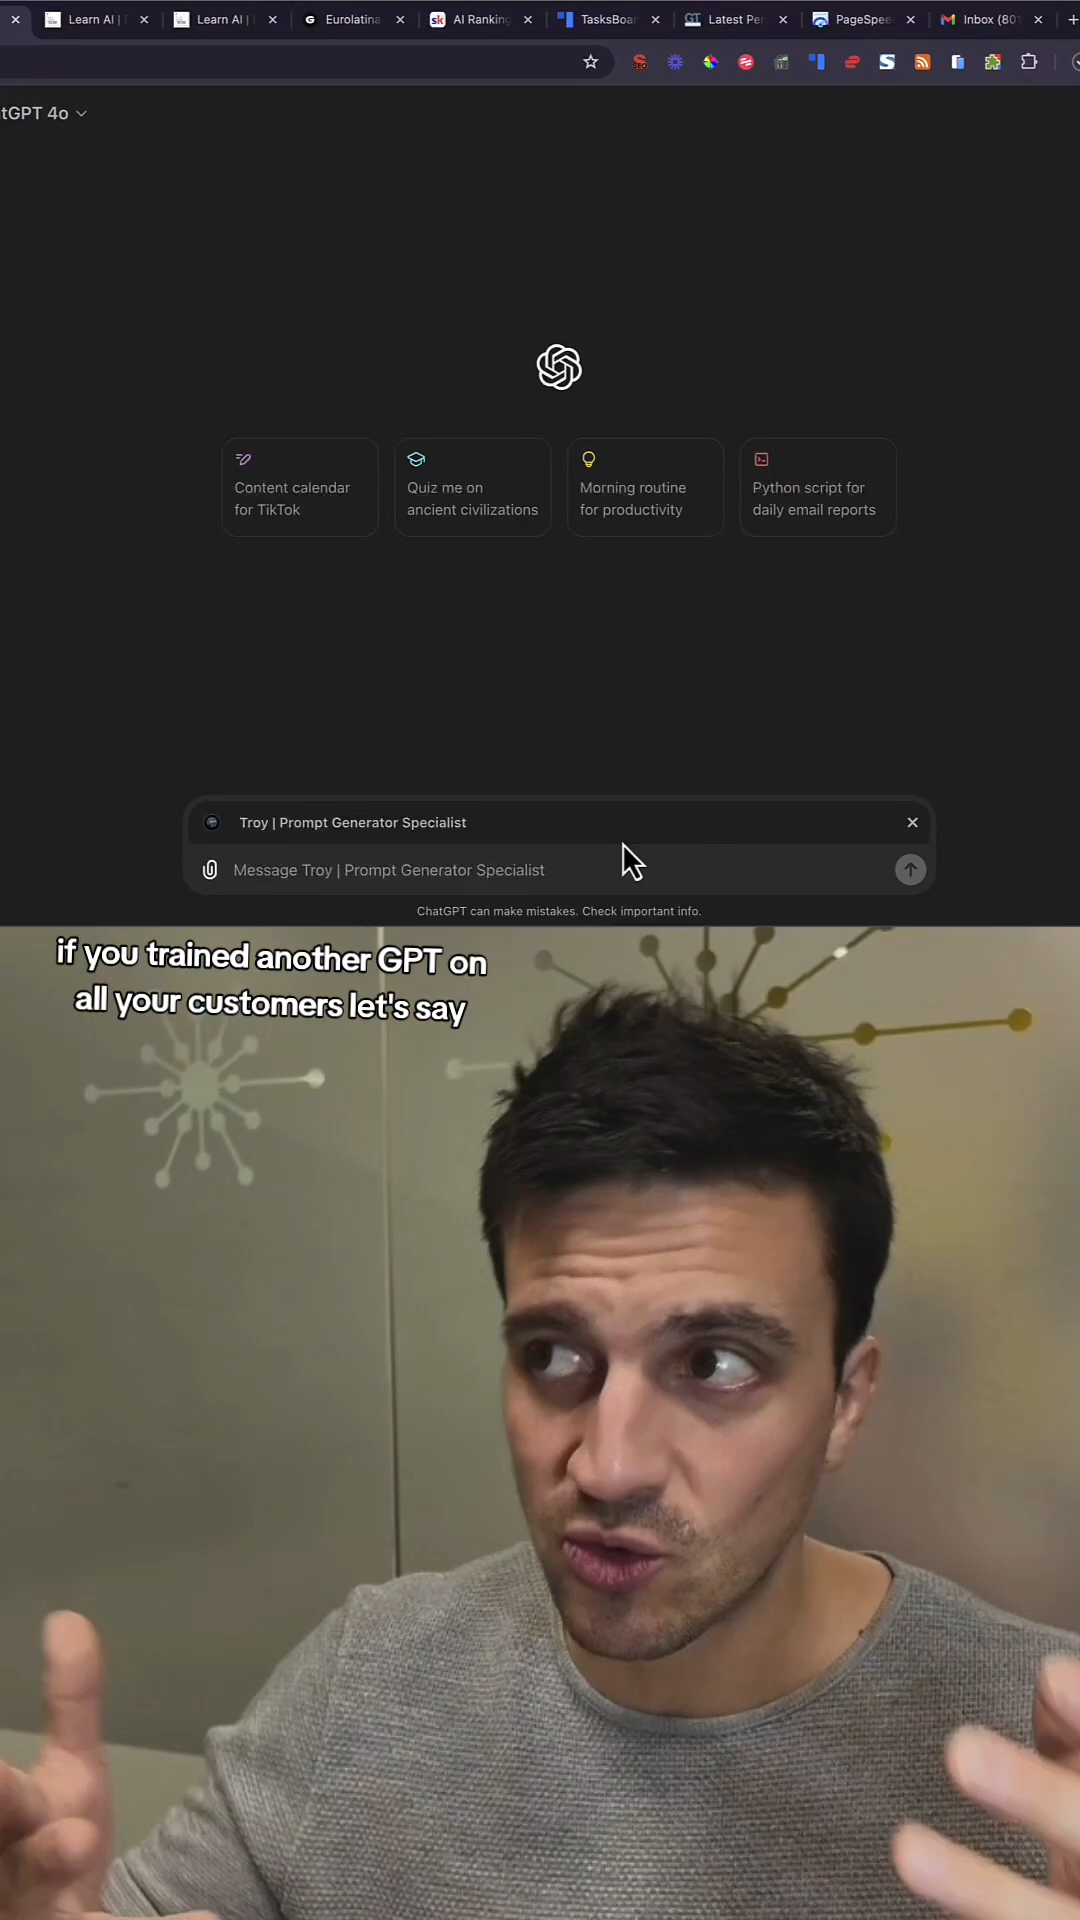 Learn AI |
Learn AI |
Eurolatina
AI Ranking
TasksBoar
Latest Per
PageSpee
Inbox (801
tGPT 4o
Content calendar
for TikTok
Quiz me on
ancient civilizations
Morning routine
for productivity
Python script for
daily email reports
Troy | Prompt Generator Specialist
Message Troy | Prompt Generator Specialist
ChatGPT can make mistakes. Check important info.
if you trained another GPT on
all your customers let's say